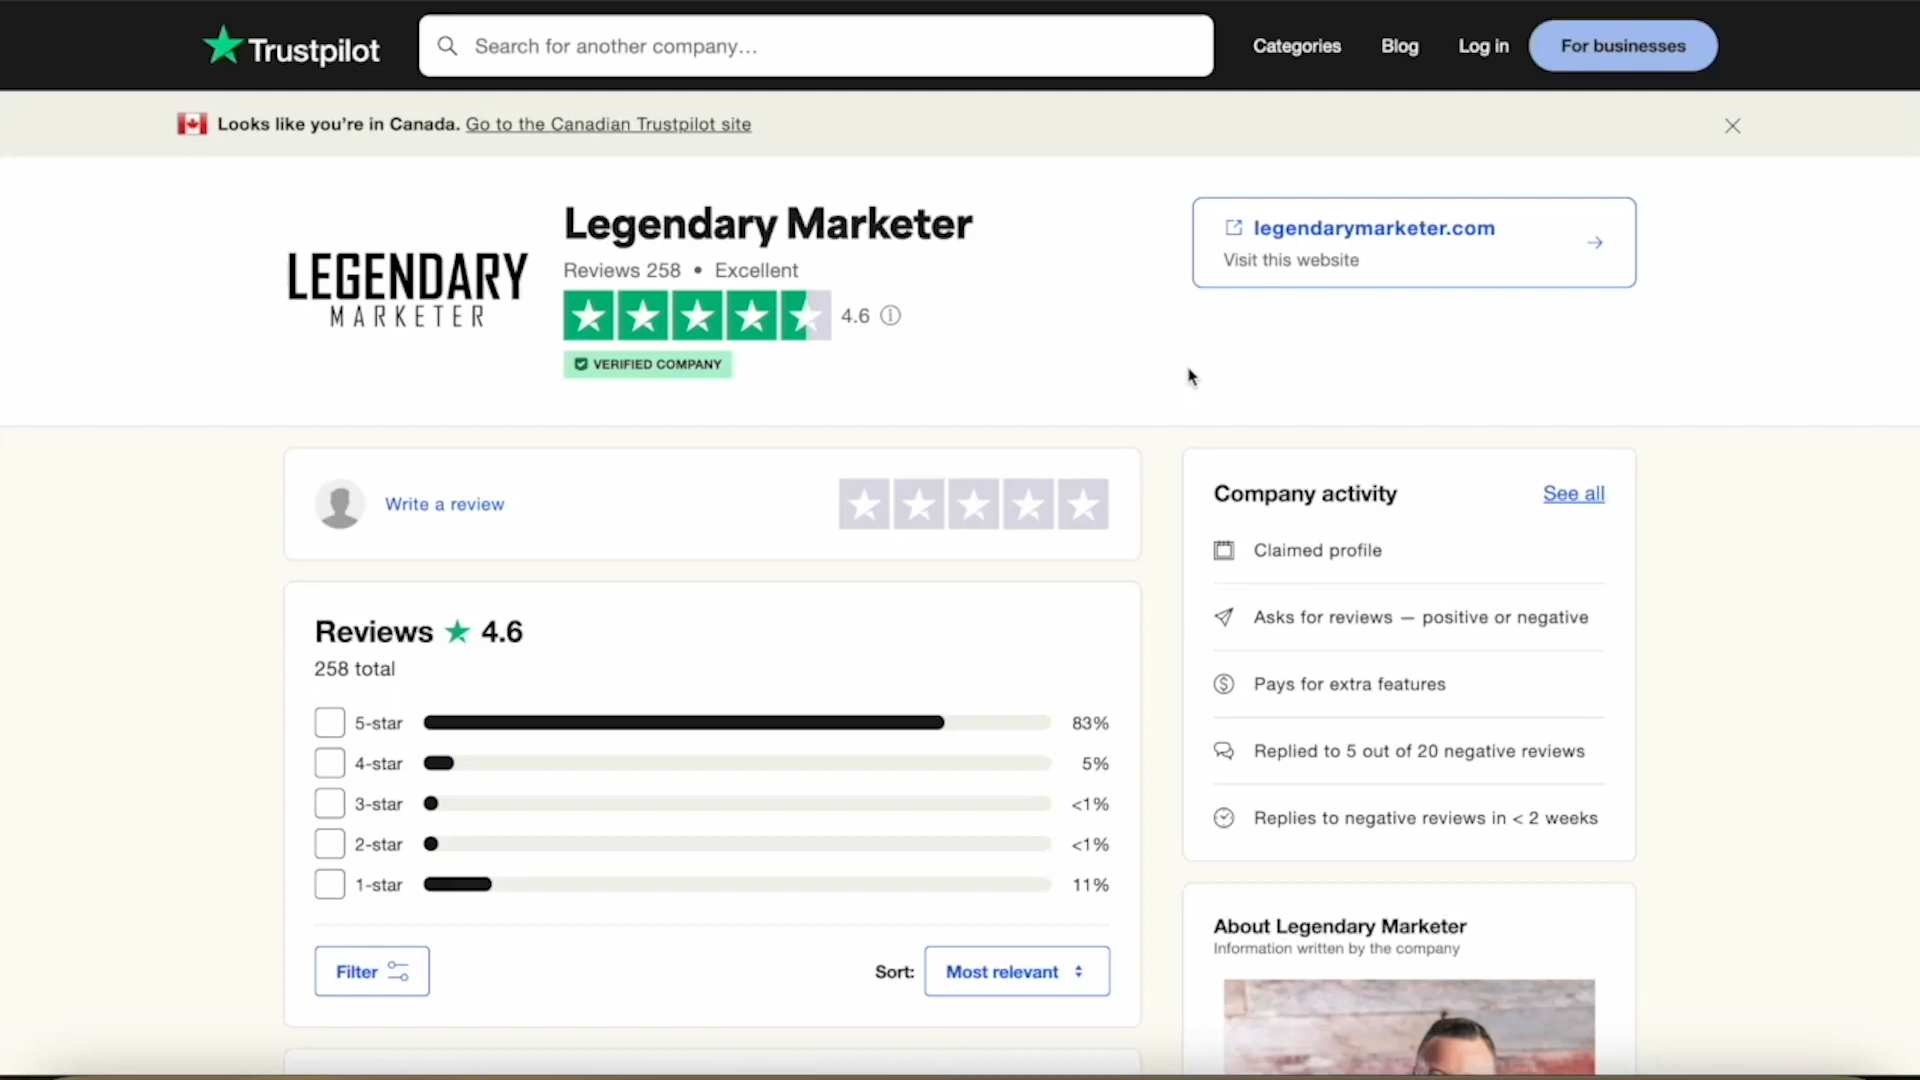 Trustpilot
Search for another company...
Categories
Blog
Log in
For businesses
Looks like you're in Canada. Go to the Canadian Trustpilot site
LEGENDARY
MARKETER
Legendary Marketer
Reviews 258 • Excellent
4.6
VERIFIED COMPANY
legendarymarketer.com
Visit this website
Write a review
Reviews 4.6
258 total
5-star 83%
4-star 5%
3-star <1%
2-star <1%
1-star 11%
Filter
Sort: Most relevant
Company activity
See all
Claimed profile
Asks for reviews — positive or negative
Pays for extra features
Replied to 5 out of 20 negative reviews
Replies to negative reviews in < 2 weeks
About Legendary Marketer
Information written by the company